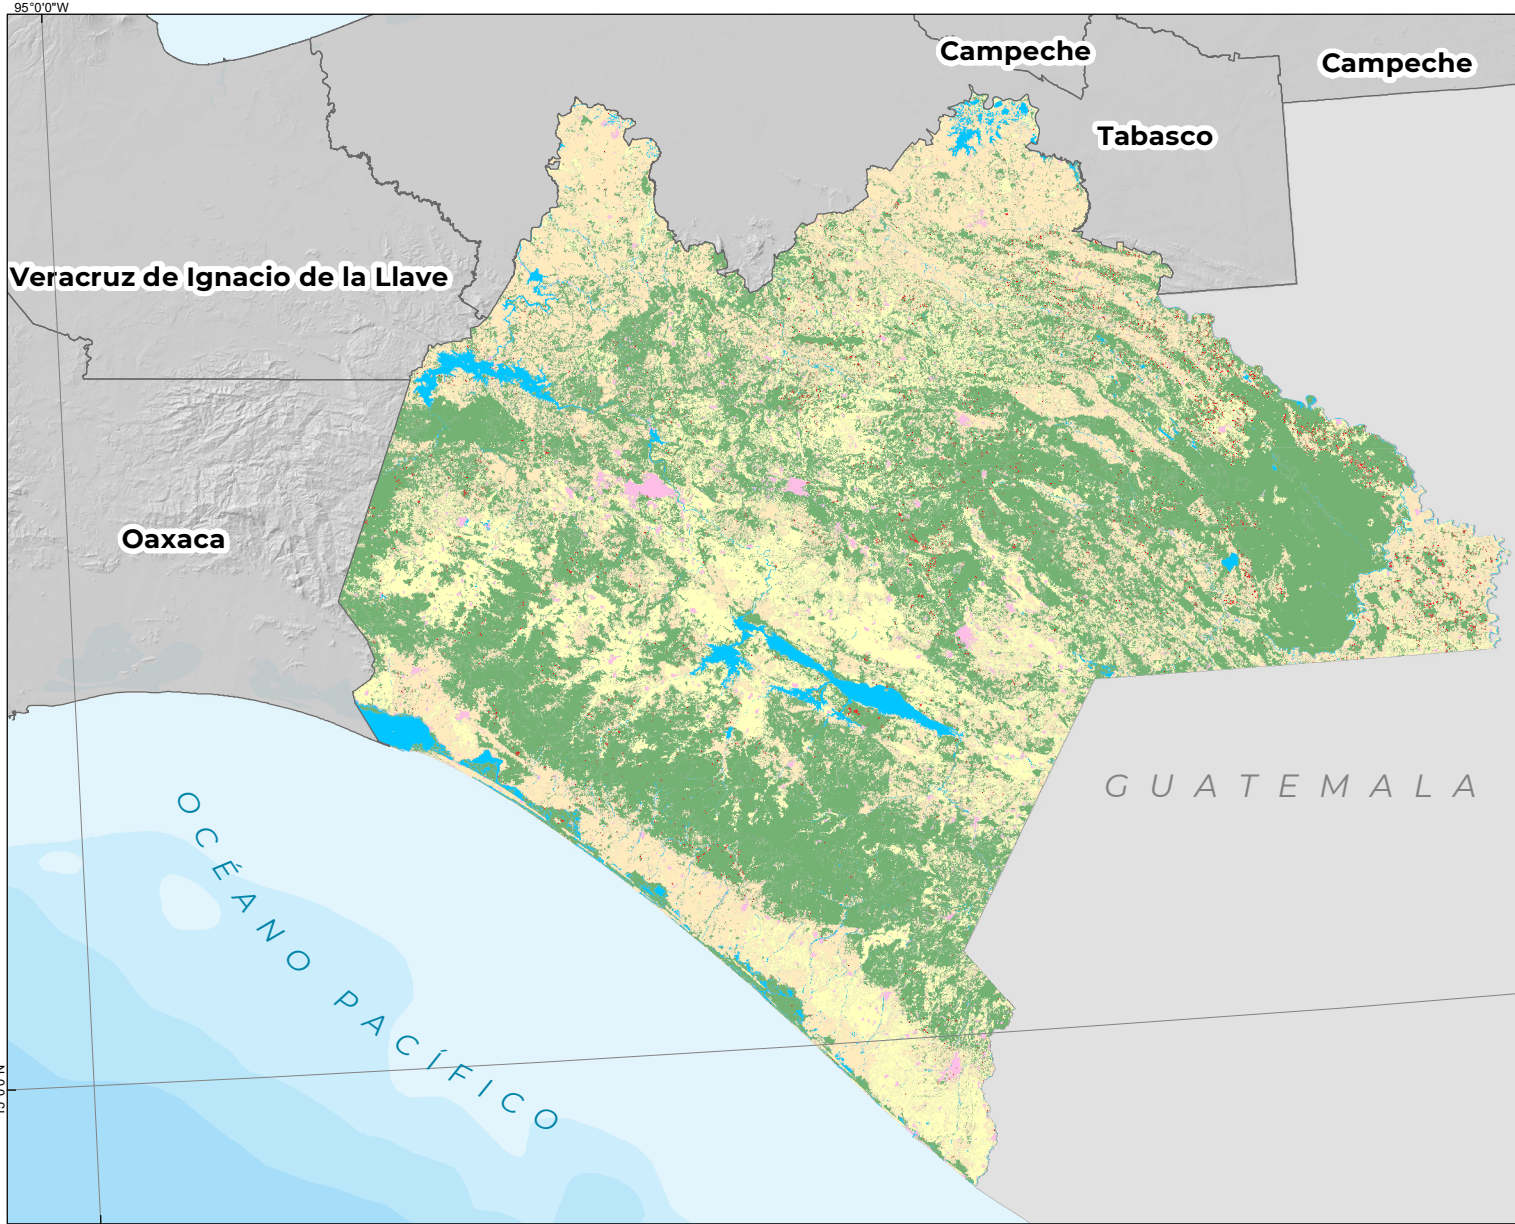 95°0'0"W
Campeche
Campeche
Tabasco
Veracruz de Ignacio de la Llave
Oaxaca
GUATEMALA
OCÉANO PACÍFICO